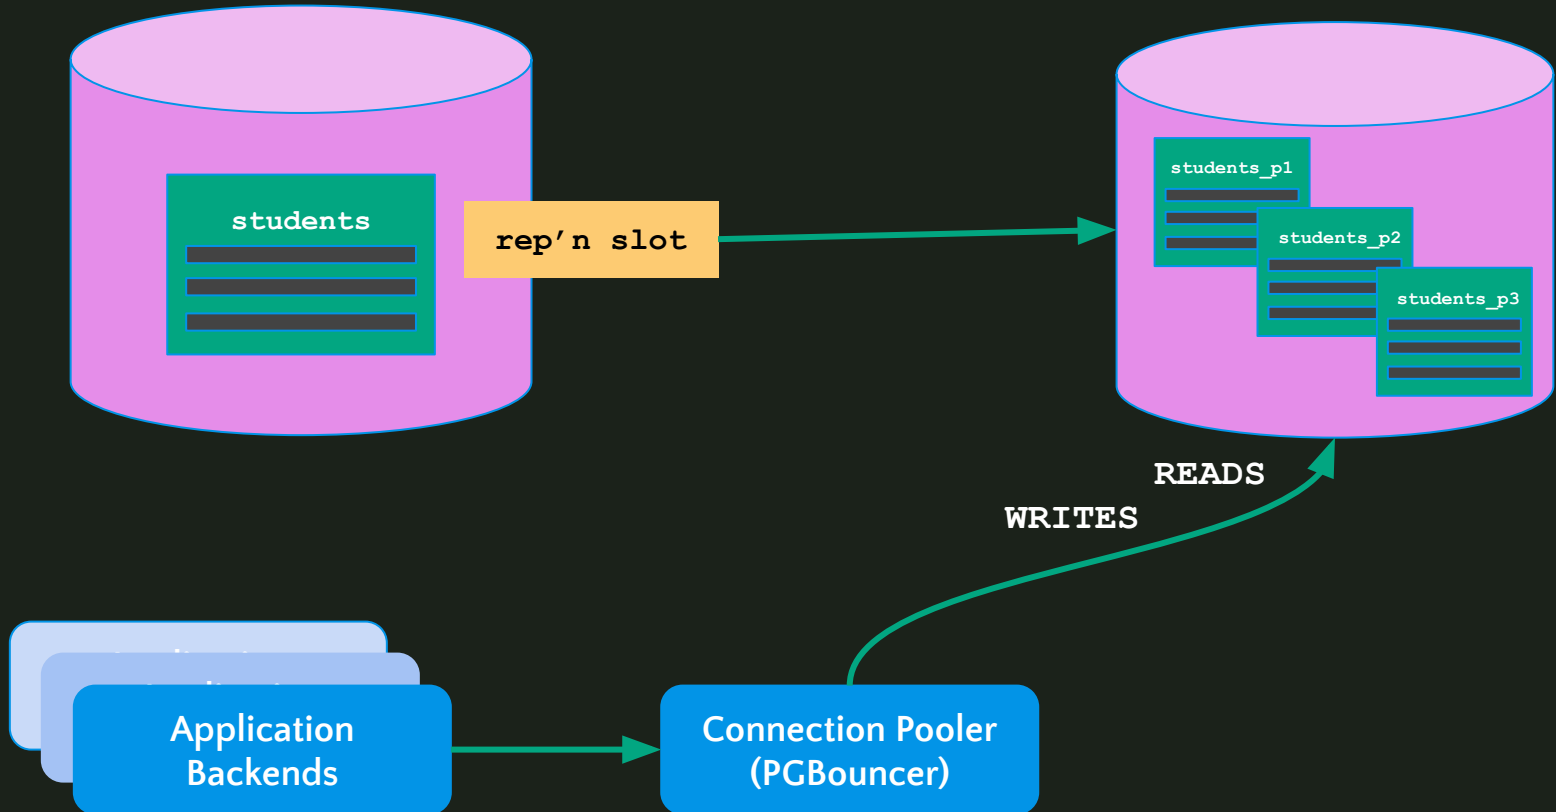 students
rep’n slot
students_p1
students_p2
students_p3
READS
WRITES
Application
Backends
Connection Pooler
(PGBouncer)